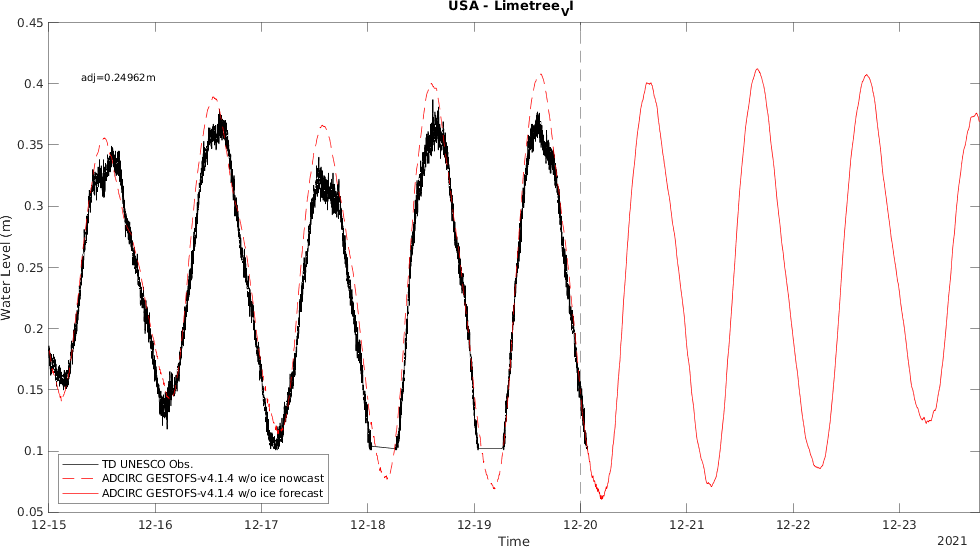 USA - LimetreeVI
0.45
0.4
0.35
0.3
0.25
0.2
0.15
0.1
0.05
Water Level (m)
adj=0.24962m
TD UNESCO Obs.
ADCIRC GESTOFS-v4.1.4 w/o ice nowcast
ADCIRC GESTOFS-v4.1.4 w/o ice forecast
12-15 12-16 12-17 12-18 12-19 12-20 12-21 12-22 12-23
Time
2021